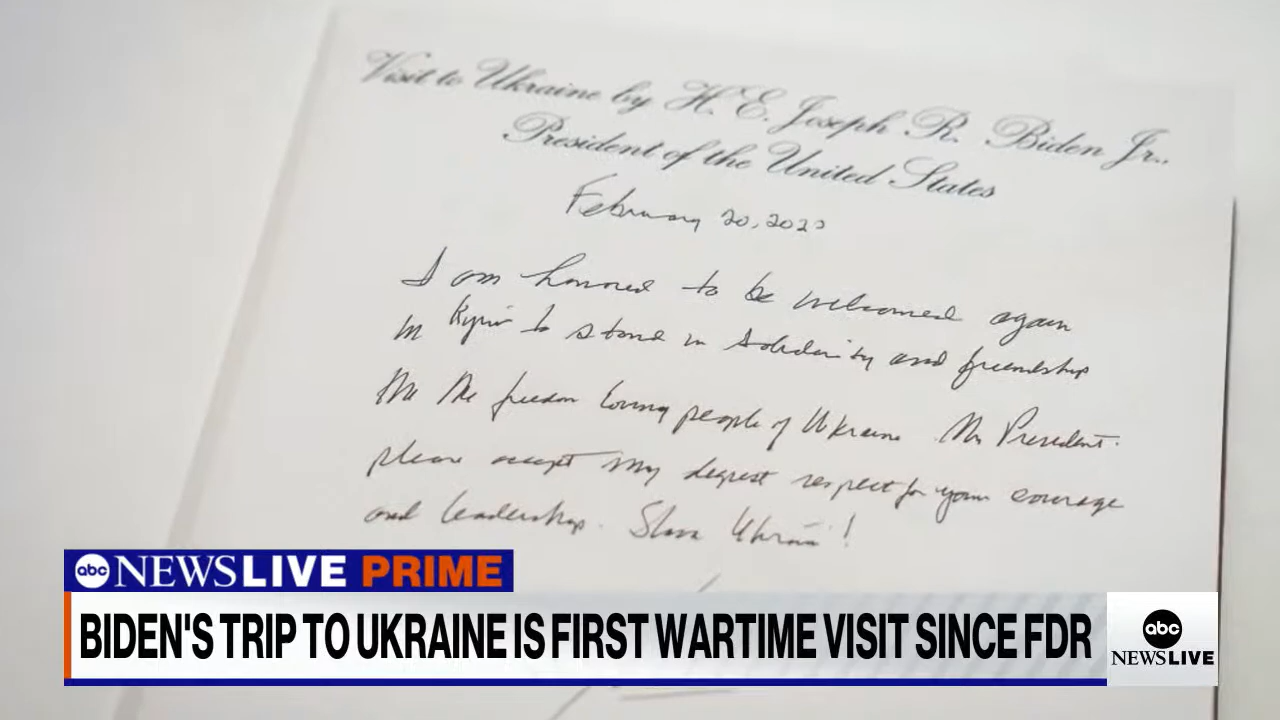 Visit to Ukraine by H. E. Joseph R. Biden Jr.,
President of the United States
February 20, 2023
I am honored to be welcomed again
in Kyiv to stand in solidarity and friendship
with the freedom loving people of Ukraine. Mr President.
please accept my deepest respect for your courage
and leadership. Slava Ukraini!
abc NEWS LIVE PRIME
BIDEN'S TRIP TO UKRAINE IS FIRST WARTIME VISIT SINCE FDR
abc
NEWS LIVE